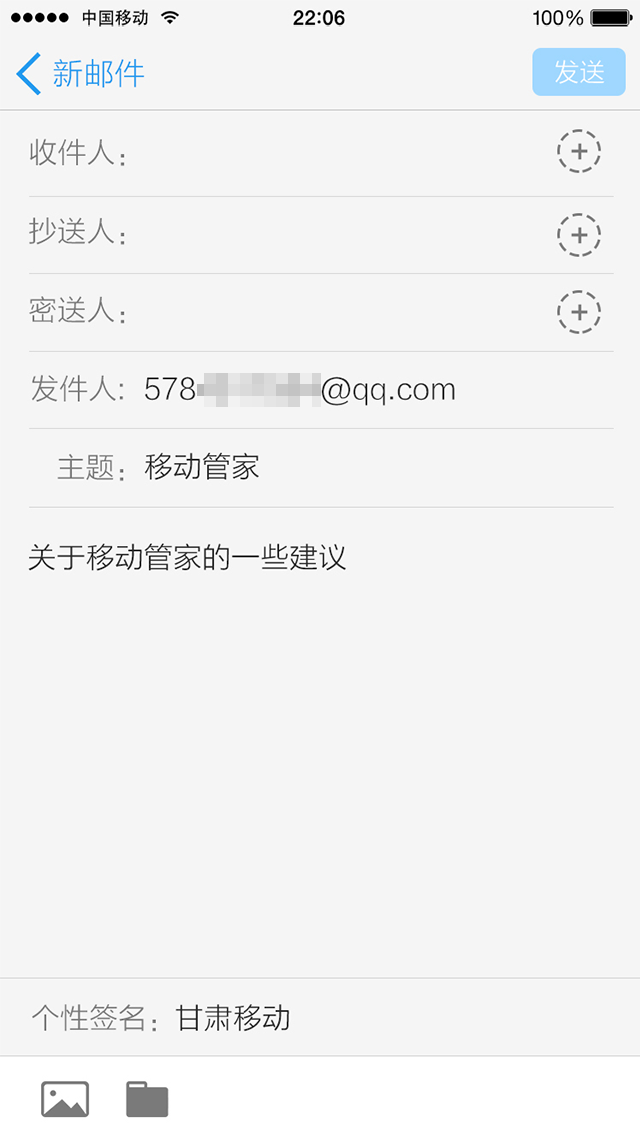 中国移动 22:06 100%
新邮件 发送
收件人：
抄送人：
密送人：
发件人: 578 @qq.com
主题： 移动管家
关于移动管家的一些建议
个性签名： 甘肃移动